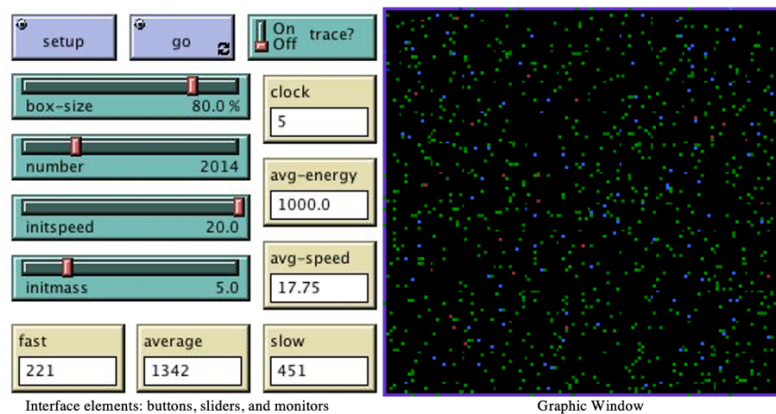 setup
go
On
Off
trace?
box-size 80.0 %
clock
5
number 2014
avg-energy
1000.0
initspeed 20.0
avg-speed
17.75
initmass 5.0
fast
221
average
1342
slow
451
Interface elements: buttons, sliders, and monitors
Graphic Window